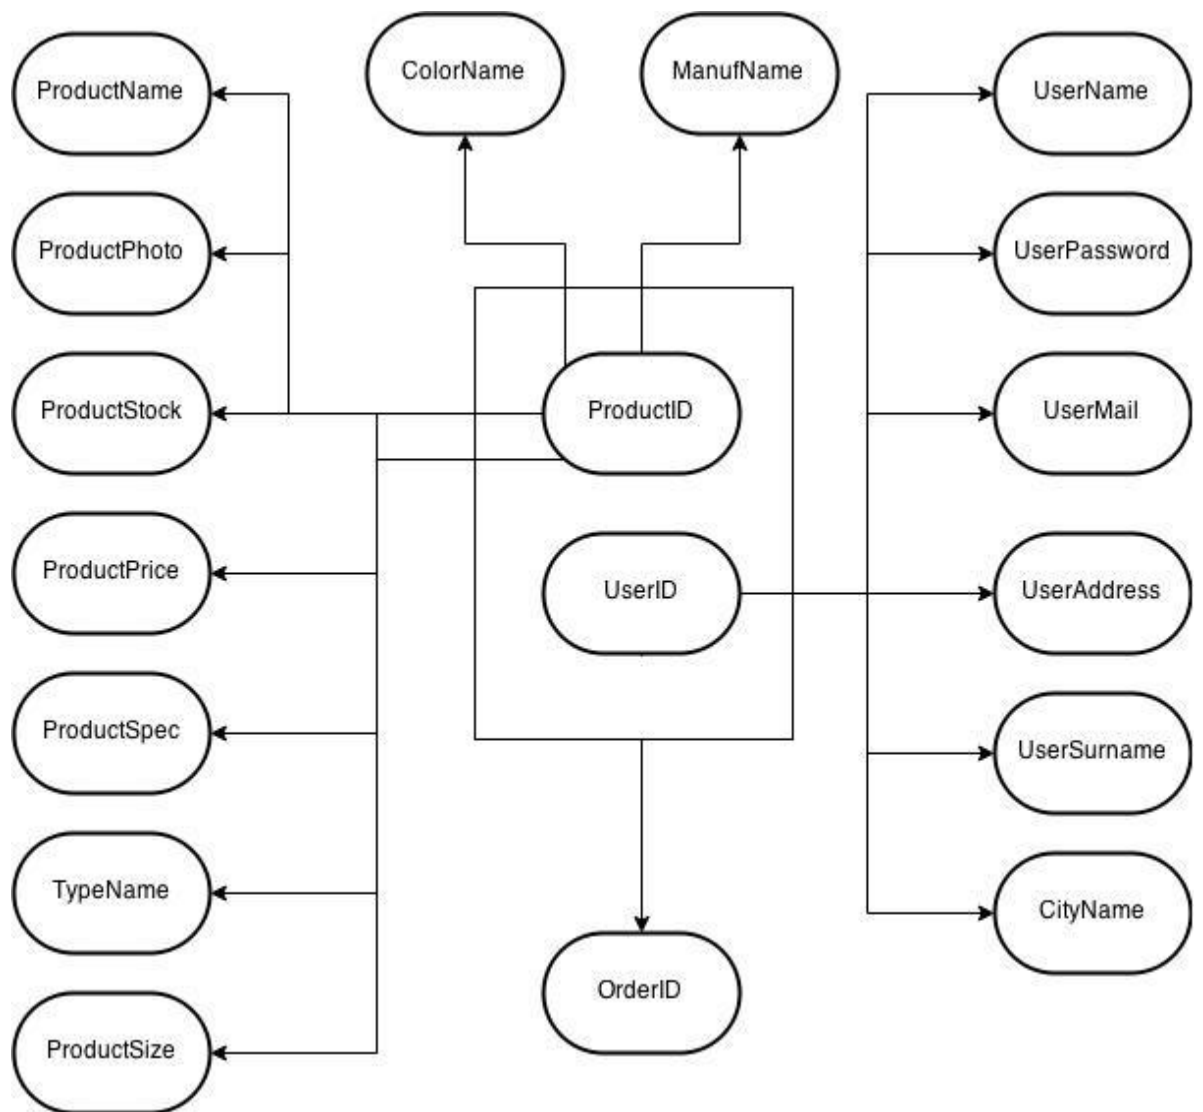 ColorName
ManufName
ProductName
UserName
ProductPhoto
UserPassword
ProductStock
ProductID
UserMail
ProductPrice
UserID
UserAddress
ProductSpec
UserSurname
TypeName
CityName
OrderID
ProductSize